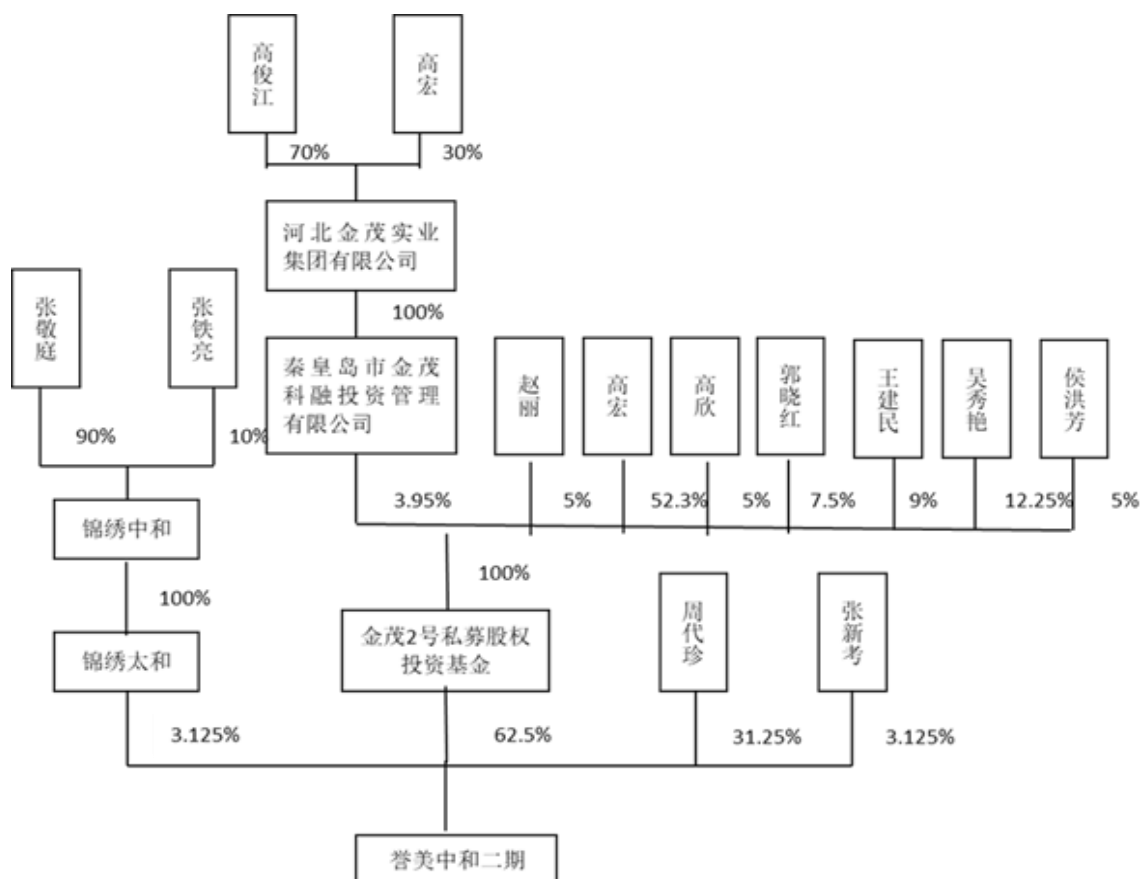 高俊江
高宏
70%
30%
河北金茂实业
集团有限公司
张敬庭
张铁亮
100%
秦皇岛市金茂
科融投资管理
有限公司
赵丽
高宏
高欣
郭晓红
王建民
吴秀艳
侯洪芳
90%
10%
3.95%
5%
52.3%
5%
7.5%
9%
12.25%
5%
锦绣中和
100%
100%
锦绣太和
金茂2号私募股权
投资基金
周代珍
张新考
3.125%
62.5%
31.25%
3.125%
誉美中和二期